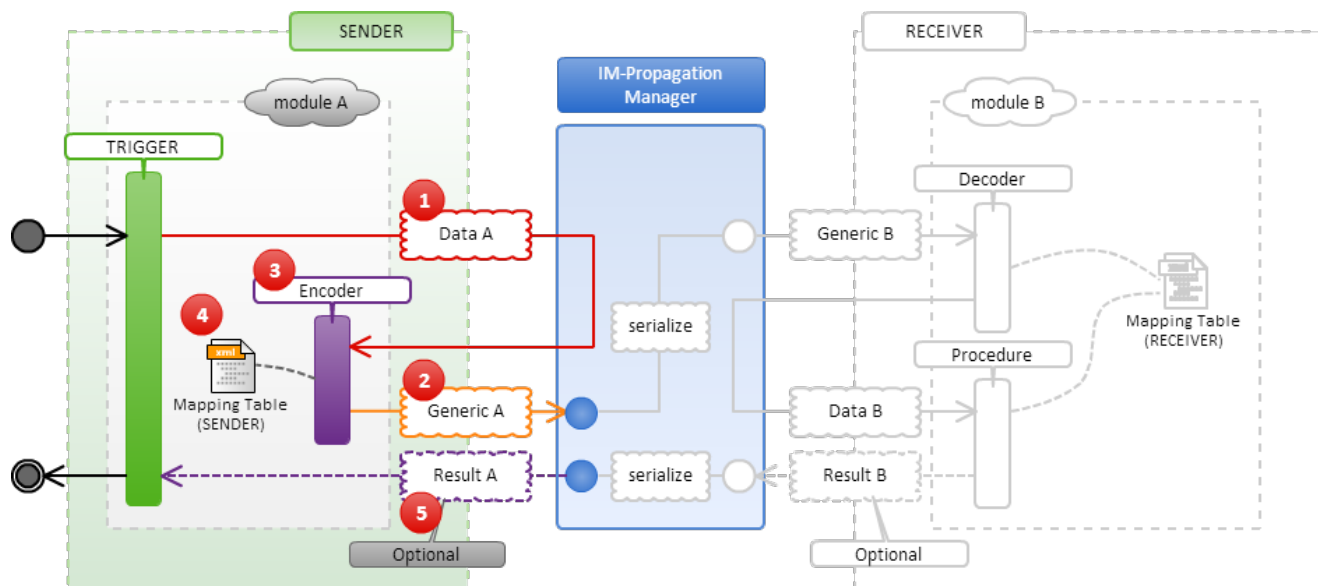 SENDER
RECEIVER
IM-Propagation
Manager
module A
module B
TRIGGER
Decoder
1
Data A
Generic B
3
Encoder
4
xml
serialize
xml
Mapping Table
(RECEIVER)
Procedure
2
Mapping Table
(SENDER)
Generic A
Data B
Result A
serialize
Result B
5
Optional
Optional